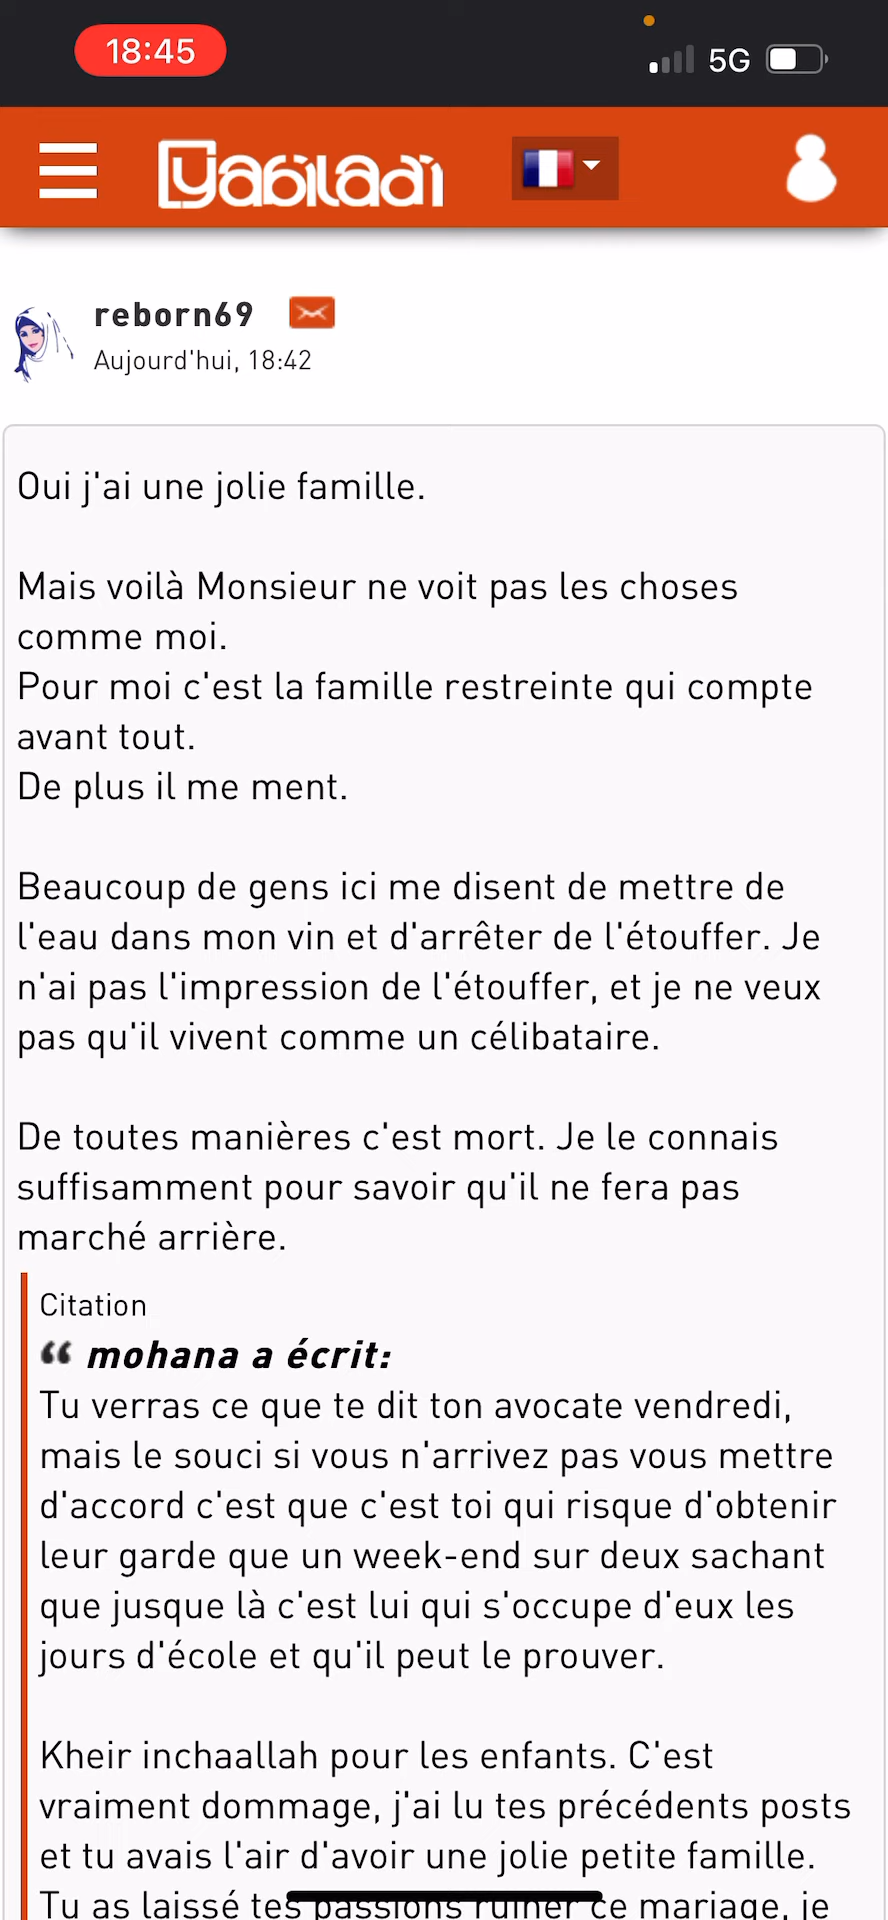 18:45
5G
yabiladi
reborn69
Aujourd'hui, 18:42
Oui j'ai une jolie famille.
Mais voilà Monsieur ne voit pas les choses
comme moi.
Pour moi c'est la famille restreinte qui compte
avant tout.
De plus il me ment.
Beaucoup de gens ici me disent de mettre de
l'eau dans mon vin et d'arrêter de l'étouffer. Je
n'ai pas l'impression de l'étouffer, et je ne veux
pas qu'il vivent comme un célibataire.
De toutes manières c'est mort. Je le connais
suffisamment pour savoir qu'il ne fera pas
marché arrière.
Citation
“ mohana a écrit:
Tu verras ce que te dit ton avocate vendredi,
mais le souci si vous n'arrivez pas vous mettre
d'accord c'est que c'est toi qui risque d'obtenir
leur garde que un week-end sur deux sachant
que jusque là c'est lui qui s'occupe d'eux les
jours d'école et qu'il peut le prouver.
Kheir inchaallah pour les enfants. C'est
vraiment dommage, j'ai lu tes précédents posts
et tu avais l'air d'avoir une jolie petite famille.
Tu as laissé tes passions ruiner ce mariage, je